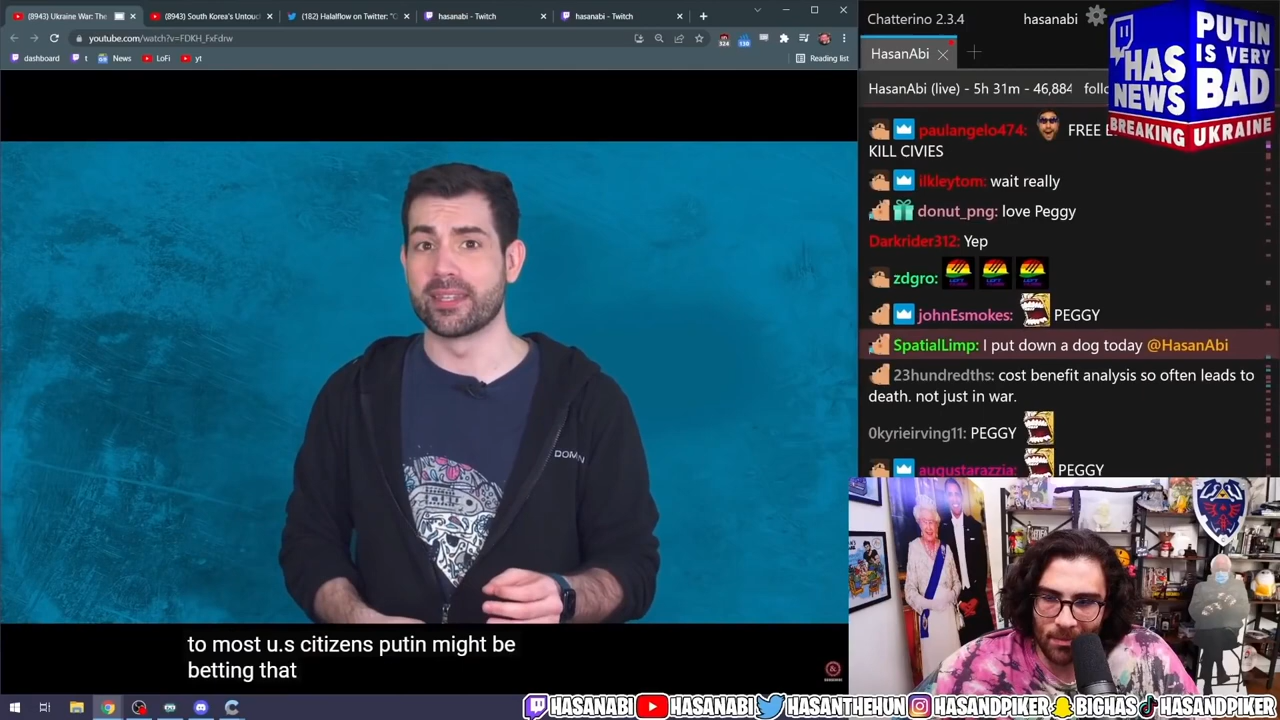 (8943) Ukraine War: The
(8943) South Korea's Untouch
(182) Halalflow on Twitter: "C
hasanabi - Twitch
hasanabi - Twitch
youtube.com/watch?v=FDKH_FxFdrw
dashboard
t
News
LoFi
yt
Reading list
324
130
DOMIN
to most u.s citizens putin might be
betting that
Chatterino 2.3.4
hasanabi
HasanAbi
HasanAbi (live) - 5h 31m - 46,884
HAS
NEWS
PUTIN
IS VERY
BAD
BREAKING UKRAINE
paulangelo474: FREE
KILL CIVIES
ilkleytom: wait really
donut_png: love Peggy
Darkrider312: Yep
zdgro:
johnEsmokes: PEGGY
SpatialLimp: I put down a dog today @HasanAbi
23hundredths: cost benefit analysis so often leads to
death. not just in war.
0kyrieirving11: PEGGY
augustarazzia: PEGGY
HASANABI
HASANABI
HASANTHEHUN
HASANDPIKER
BIGHAS
HASANDPIKER